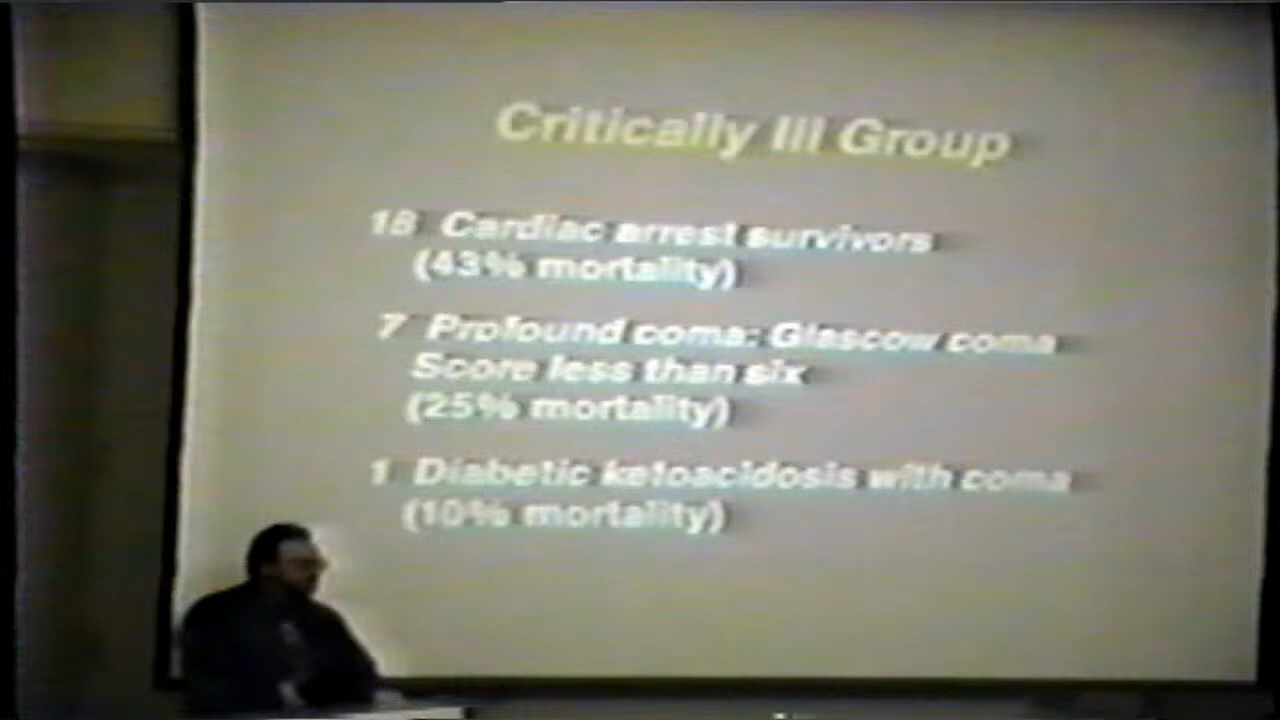 Critically Ill Group
18 Cardiac arrest survivors
(43% mortality)
7 Profound coma: Glascow coma
Score less than six
(25% mortality)
1 Diabetic ketoacidosis with coma
(10% mortality)